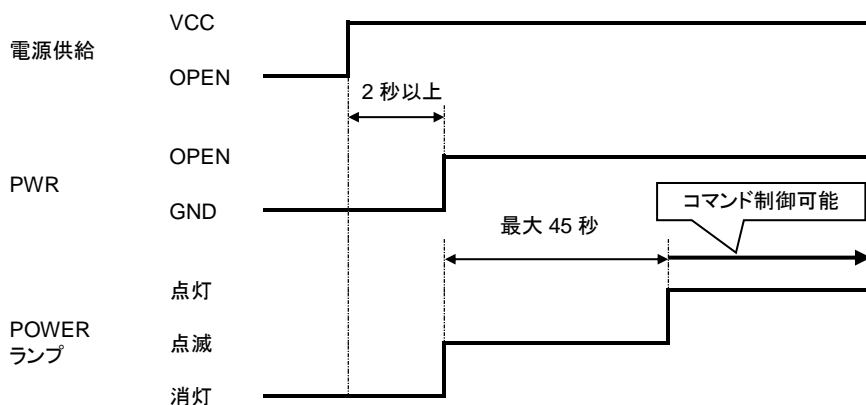 電源供給
VCC
OPEN
2 秒以上
PWR
OPEN
GND
コマンド制御可能
最大 45 秒
POWER
ランプ
点灯
点滅
消灯